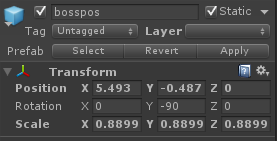 bosspos Static
Tag Untagged Layer
Prefab Select Revert Apply
Transform
Position X 5.493 Y -0.487 Z 0
Rotation X 0 Y -90 Z 0
Scale X 0.8899 Y 0.8899 Z 0.8899